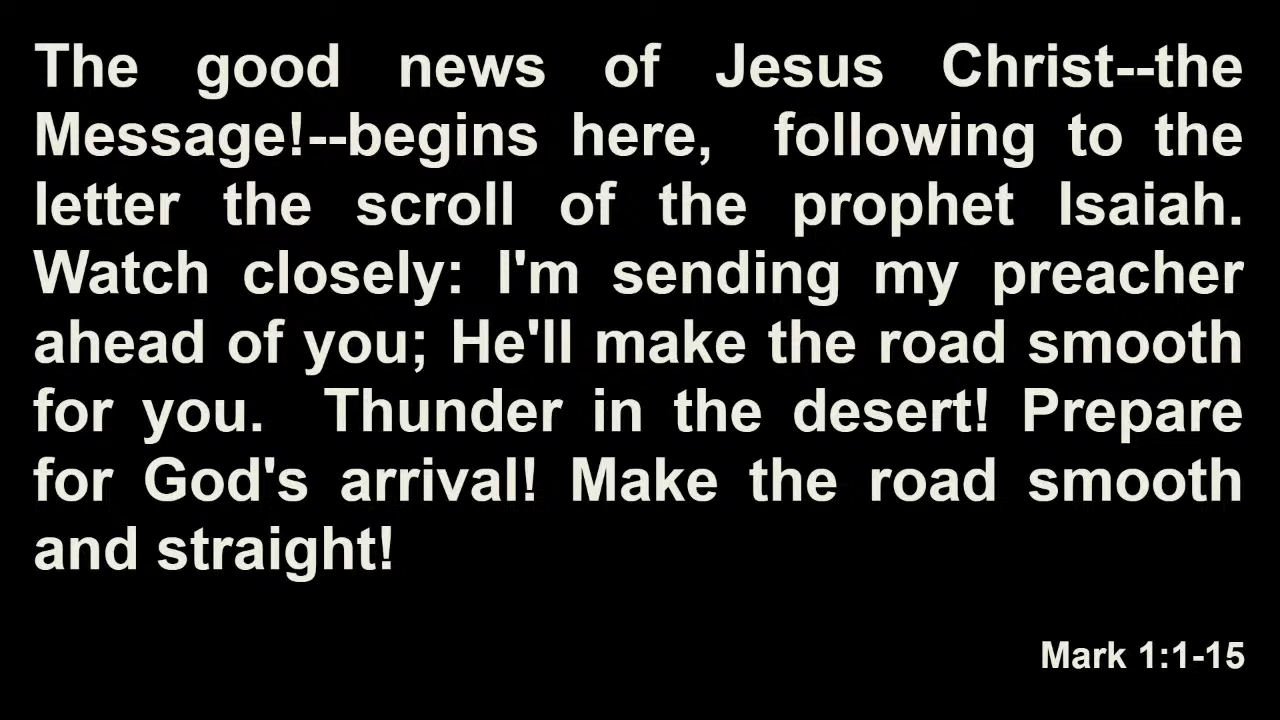 The good news of Jesus Christ--the
Message!--begins here,  following to the
letter the scroll of the prophet Isaiah.
Watch closely: I'm sending my preacher
ahead of you; He'll make the road smooth
for you.  Thunder in the desert! Prepare
for God's arrival! Make the road smooth
and straight!
Mark 1:1-15